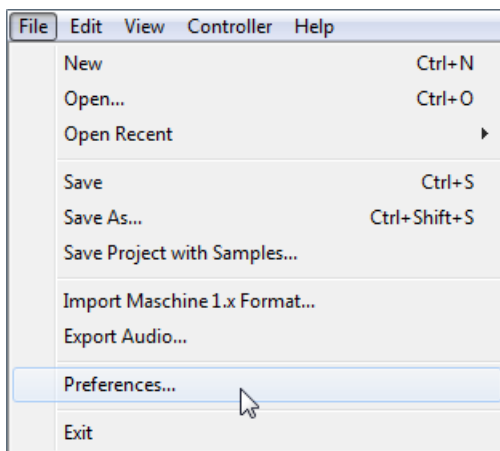 File Edit View Controller Help
New Ctrl+N
Open... Ctrl+O
Open Recent
Save Ctrl+S
Save As... Ctrl+Shift+S
Save Project with Samples...
Import Maschine 1.x Format...
Export Audio...
Preferences...
Exit